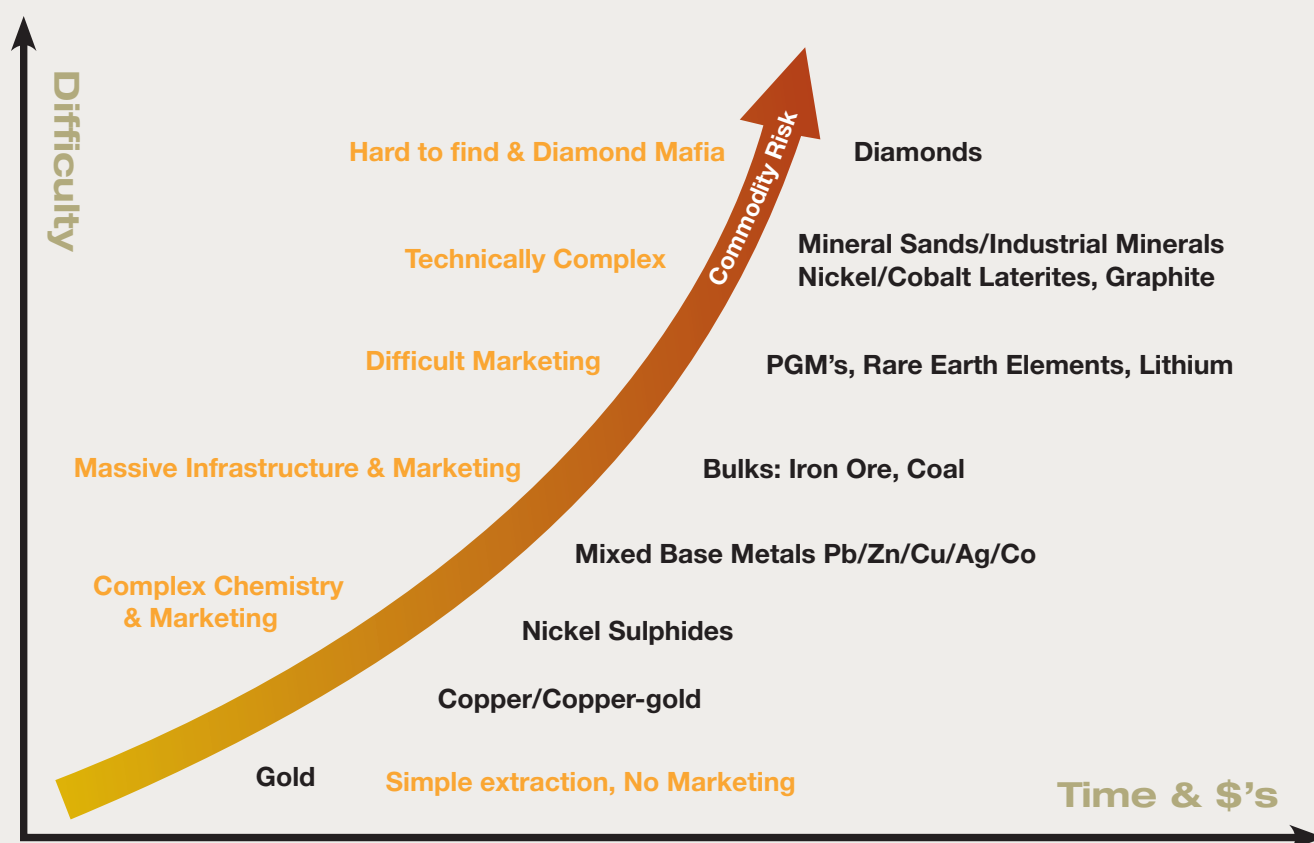 Difficulty
Hard to find & Diamond Mafia
Diamonds
Commodity Risk
Technically Complex
Mineral Sands/Industrial Minerals
Nickel/Cobalt Laterites, Graphite
Difficult Marketing
PGM’s, Rare Earth Elements, Lithium
Massive Infrastructure & Marketing
Bulks: Iron Ore, Coal
Mixed Base Metals Pb/Zn/Cu/Ag/Co
Complex Chemistry
& Marketing
Nickel Sulphides
Copper/Copper-gold
Gold
Simple extraction, No Marketing
Time & $’s